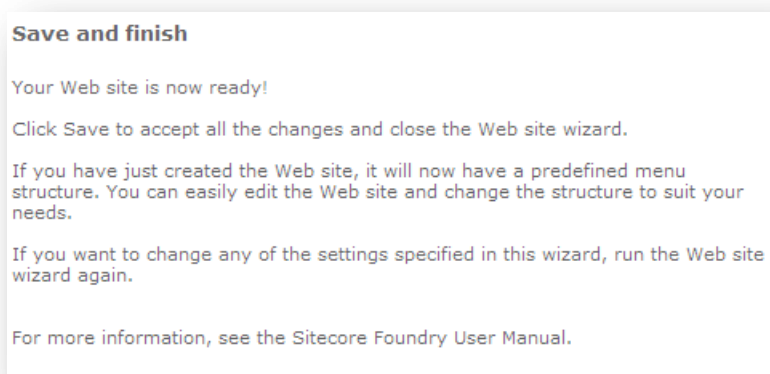 Save and finish
Your Web site is now ready!
Click Save to accept all the changes and close the Web site wizard.
If you have just created the Web site, it will now have a predefined menu
structure. You can easily edit the Web site and change the structure to suit your
needs.
If you want to change any of the settings specified in this wizard, run the Web site
wizard again.
For more information, see the Sitecore Foundry User Manual.